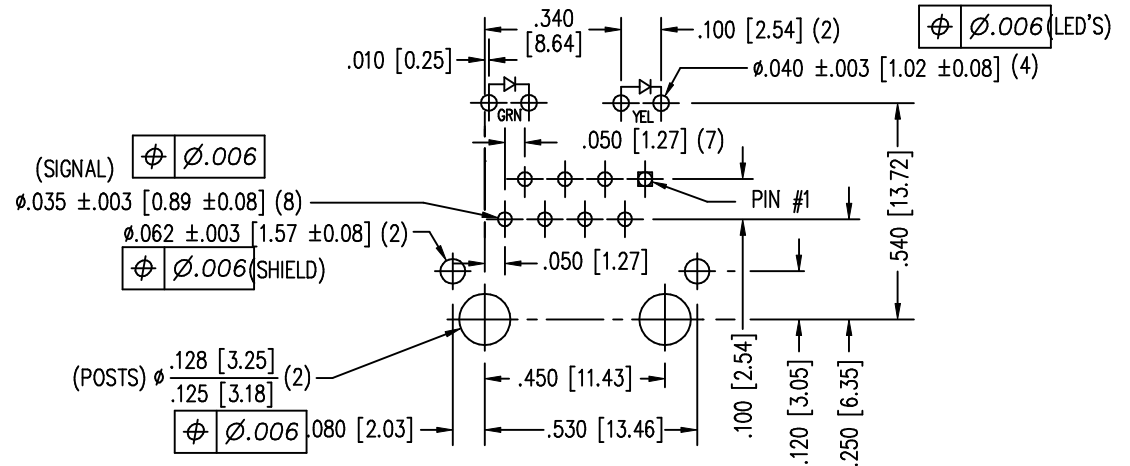 .340
[8.64]
.100 [2.54] (2)
⌖ Ø.006 (LED'S)
.010 [0.25]
Ø.040 ±.003 [1.02 ±0.08] (4)
GRN
YEL
.050 [1.27] (7)
(SIGNAL)
⌖ Ø.006
Ø.035 ±.003 [0.89 ±0.08] (8)
PIN #1
Ø.062 ±.003 [1.57 ±0.08] (2)
⌖ Ø.006 (SHIELD)
.050 [1.27]
.540 [13.72]
(POSTS) Ø .128 [3.25]
.125 [3.18] (2)
⌖ Ø.006
.450 [11.43]
.080 [2.03]
.530 [13.46]
.100 [2.54]
.120 [3.05]
.250 [6.35]